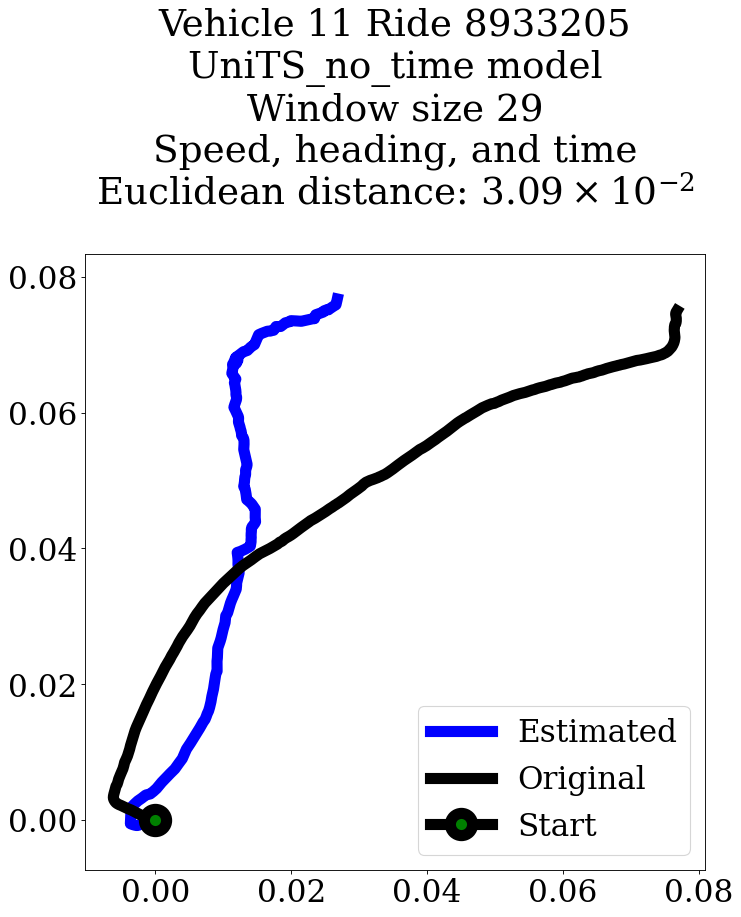 Vehicle 11 Ride 8933205
UniTS_no_time model
Window size 29
Speed, heading, and time
Euclidean distance: 3.09 × 10⁻²
0.08
0.06
0.04
0.02
0.00
Estimated
Original
Start
0.00 0.02 0.04 0.06 0.08